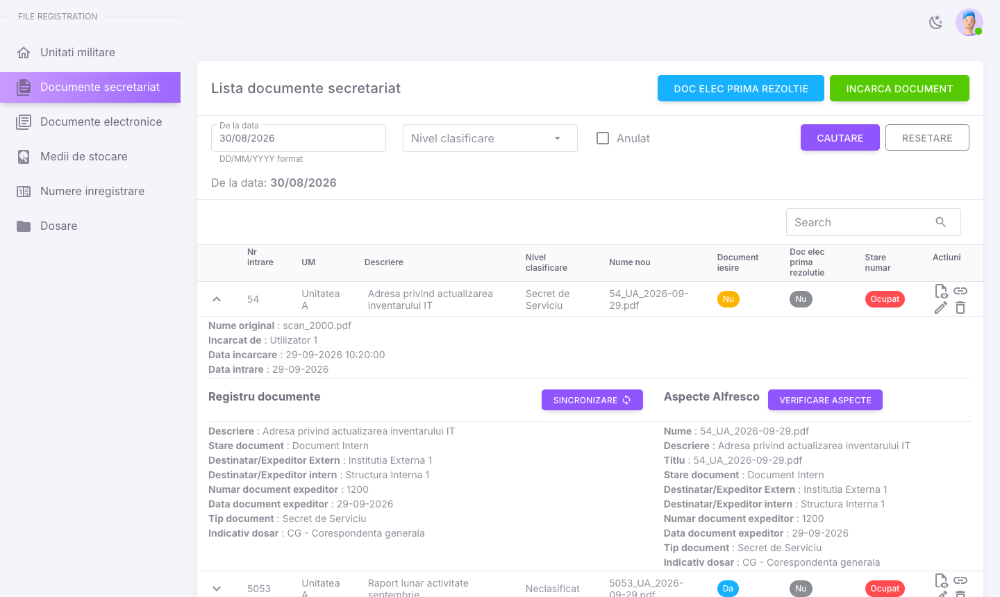 FILE REGISTRATION
Unitati militare
Documente secretariat
Documente electronice
Medii de stocare
Numere inregistrare
Dosare
Lista documente secretariat
DOC ELEC PRIMA REZOLTIE
INCARCA DOCUMENT
De la data
30/08/2026
DD/MM/YYYY format
Nivel clasificare
Anulat
CAUTARE
RESETARE
De la data: 30/08/2026
Search
Nr intrare
UM
Descriere
Nivel clasificare
Nume nou
Document iesire
Doc elec prima rezolutie
Stare numar
Actiuni
54
Unitatea A
Adresa privind actualizarea
inventarului IT
Secret de
Serviciu
54_UA_2026-09-
29.pdf
Nu
Nu
Ocupat
Nume original : scan_2000.pdf
Incarcat de : Utilizator 1
Data incarcare : 29-09-2026 10:20:00
Data intrare : 29-09-2026
Registru documente
SINCRONIZARE
Aspecte Alfresco
VERIFICARE ASPECTE
Descriere : Adresa privind actualizarea inventarului IT
Stare document : Document Intern
Destinatar/Expeditor Extern : Institutia Externa 1
Destinatar/Expeditor intern : Structura Interna 1
Numar document expeditor : 1200
Data document expeditor : 29-09-2026
Tip document : Secret de Serviciu
Indicativ dosar : CG - Corespondenta generala
Nume : 54_UA_2026-09-29.pdf
Descriere : Adresa privind actualizarea inventarului IT
Titlu : 54_UA_2026-09-29.pdf
Stare document : Document Intern
Destinatar/Expeditor Extern : Institutia Externa 1
Destinatar/Expeditor intern : Structura Interna 1
Numar document expeditor : 1200
Data document expeditor : 29-09-2026
Tip document : Secret de Serviciu
Indicativ dosar : CG - Corespondenta generala
5053
Unitatea
A
Raport lunar activitate
septembrie
Neclasificat
5053_UA_2026-
09-29.pdf
Da
Nu
Ocupat